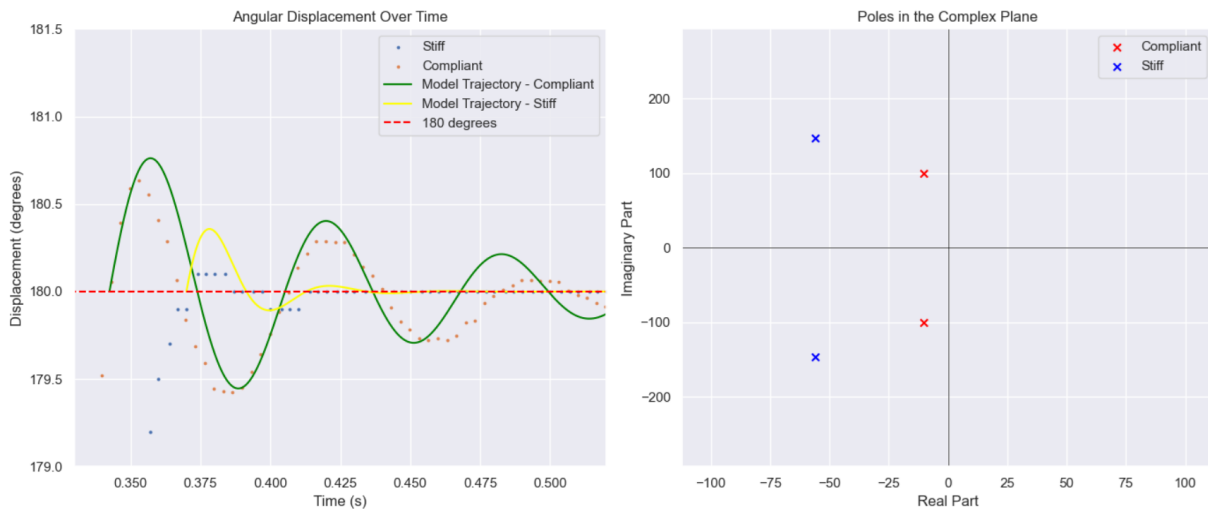 Angular Displacement Over Time
181.5
181.0
180.5
180.0
179.5
179.0
Displacement (degrees)
Stiff
Compliant
Model Trajectory - Compliant
Model Trajectory - Stiff
180 degrees
0.350
0.375
0.400
0.425
0.450
0.475
0.500
Time (s)
Poles in the Complex Plane
200
100
0
−100
−200
Imaginary Part
Compliant
Stiff
−100
−75
−50
−25
0
25
50
75
100
Real Part